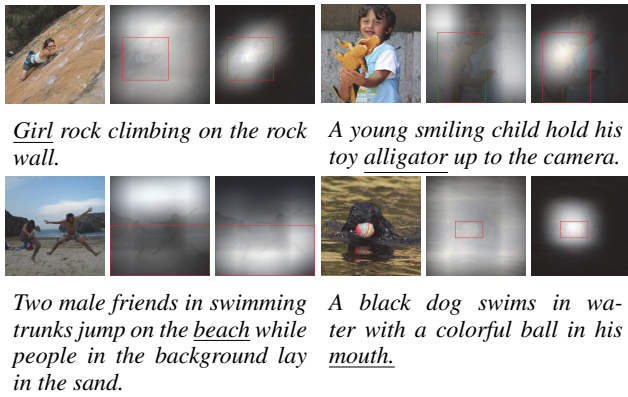 Girl rock climbing on the rock
wall.
A young smiling child hold his
toy alligator up to the camera.
Two male friends in swimming
trunks jump on the beach while
people in the background lay
in the sand.
A black dog swims in wa-
ter with a colorful ball in his
mouth.